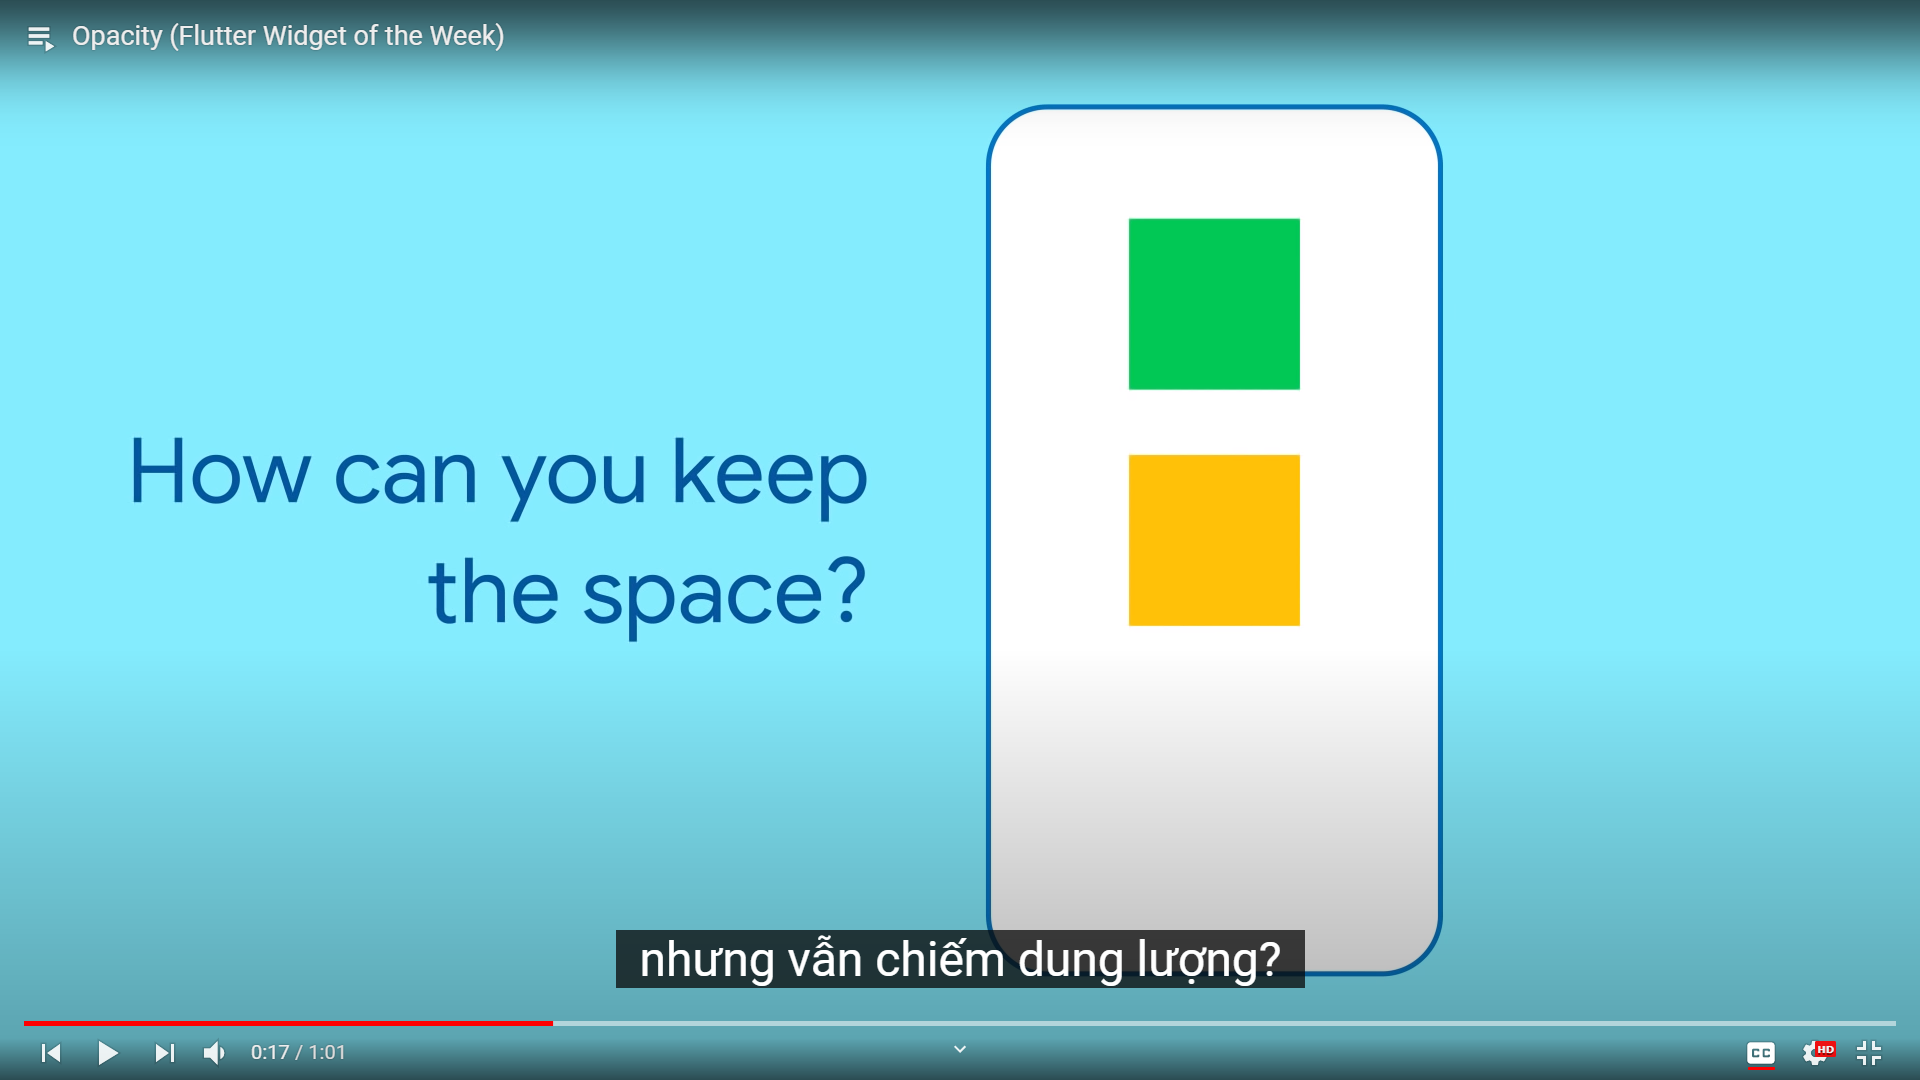 Opacity (Flutter Widget of the Week)
How can you keep
the space?
nhưng vẫn chiếm dung lượng?
0:17 / 1:01
CC
HD